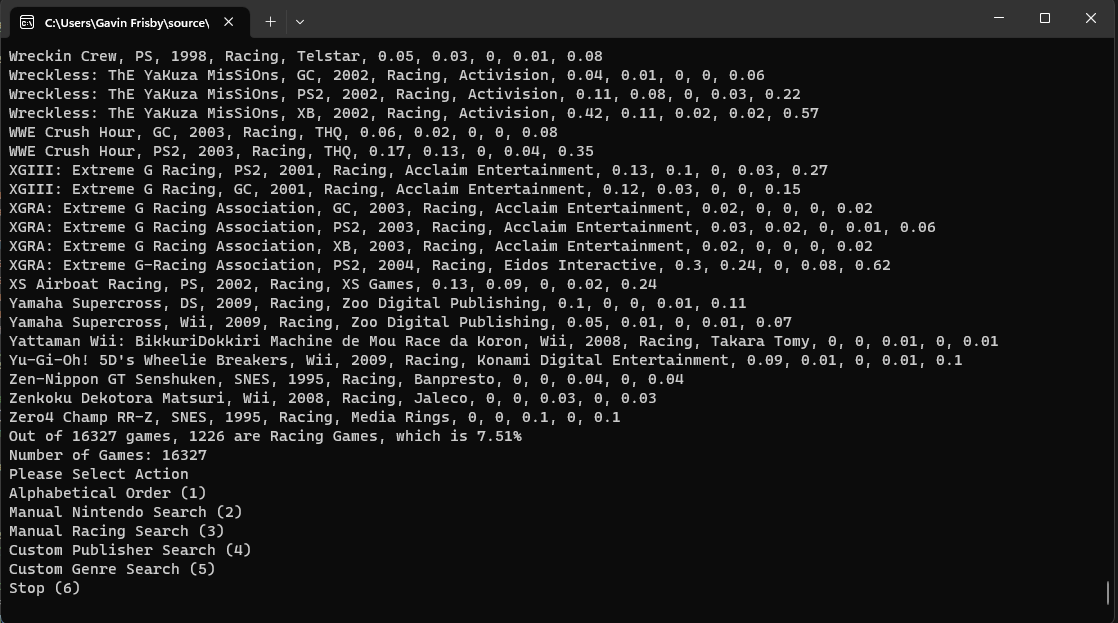 C:\Users\Gavin Frisby\source\
Wreckin Crew, PS, 1998, Racing, Telstar, 0.05, 0.03, 0, 0.01, 0.08
Wreckless: ThE YaKuza MisSiOns, GC, 2002, Racing, Activision, 0.04, 0.01, 0, 0, 0.06
Wreckless: ThE YaKuza MisSiOns, PS2, 2002, Racing, Activision, 0.11, 0.08, 0, 0.03, 0.22
Wreckless: ThE YaKuza MisSiOns, XB, 2002, Racing, Activision, 0.42, 0.11, 0.02, 0.02, 0.57
WWE Crush Hour, GC, 2003, Racing, THQ, 0.06, 0.02, 0, 0, 0.08
WWE Crush Hour, PS2, 2003, Racing, THQ, 0.17, 0.13, 0, 0.04, 0.35
XGIII: Extreme G Racing, PS2, 2001, Racing, Acclaim Entertainment, 0.13, 0.1, 0, 0.03, 0.27
XGIII: Extreme G Racing, GC, 2001, Racing, Acclaim Entertainment, 0.12, 0.03, 0, 0, 0.15
XGRA: Extreme G Racing Association, GC, 2003, Racing, Acclaim Entertainment, 0.02, 0, 0, 0, 0.02
XGRA: Extreme G Racing Association, PS2, 2003, Racing, Acclaim Entertainment, 0.03, 0.02, 0, 0.01, 0.06
XGRA: Extreme G Racing Association, XB, 2003, Racing, Acclaim Entertainment, 0.02, 0, 0, 0, 0.02
XGRA: Extreme G-Racing Association, PS2, 2004, Racing, Eidos Interactive, 0.3, 0.24, 0, 0.08, 0.62
XS Airboat Racing, PS, 2002, Racing, XS Games, 0.13, 0.09, 0, 0.02, 0.24
Yamaha Supercross, DS, 2009, Racing, Zoo Digital Publishing, 0.1, 0, 0, 0.01, 0.11
Yamaha Supercross, Wii, 2009, Racing, Zoo Digital Publishing, 0.05, 0.01, 0, 0.01, 0.07
Yattaman Wii: BikkuriDokkiri Machine de Mou Race da Koron, Wii, 2008, Racing, Takara Tomy, 0, 0, 0.01, 0, 0.01
Yu-Gi-Oh! 5D's Wheelie Breakers, Wii, 2009, Racing, Konami Digital Entertainment, 0.09, 0.01, 0, 0.01, 0.1
Zen-Nippon GT Senshuken, SNES, 1995, Racing, Banpresto, 0, 0, 0.04, 0, 0.04
Zenkoku Dekotora Matsuri, Wii, 2008, Racing, Jaleco, 0, 0, 0.03, 0, 0.03
Zero4 Champ RR-Z, SNES, 1995, Racing, Media Rings, 0, 0, 0.1, 0, 0.1
Out of 16327 games, 1226 are Racing Games, which is 7.51%
Number of Games: 16327
Please Select Action
Alphabetical Order (1)
Manual Nintendo Search (2)
Manual Racing Search (3)
Custom Publisher Search (4)
Custom Genre Search (5)
Stop (6)